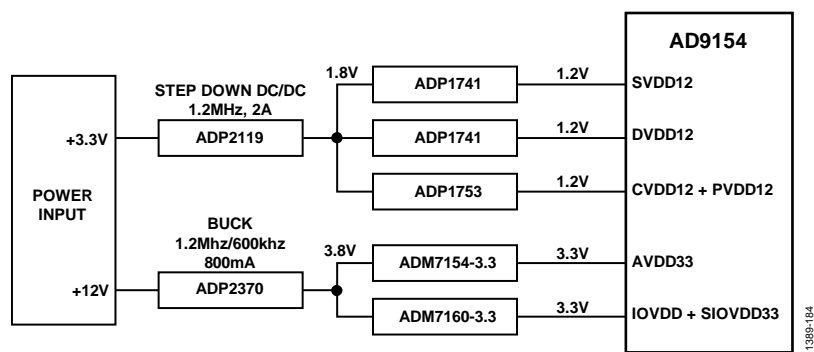 AD9154
STEP DOWN DC/DC
1.2MHz, 2A
1.8V
ADP1741
1.2V
SVDD12
+3.3V
ADP2119
ADP1741
1.2V
DVDD12
ADP1753
1.2V
CVDD12 + PVDD12
POWER
INPUT
BUCK
1.2Mhz/600khz
800mA
3.8V
ADM7154-3.3
3.3V
AVDD33
+12V
ADP2370
ADM7160-3.3
3.3V
IOVDD + SIOVDD33
1389-184